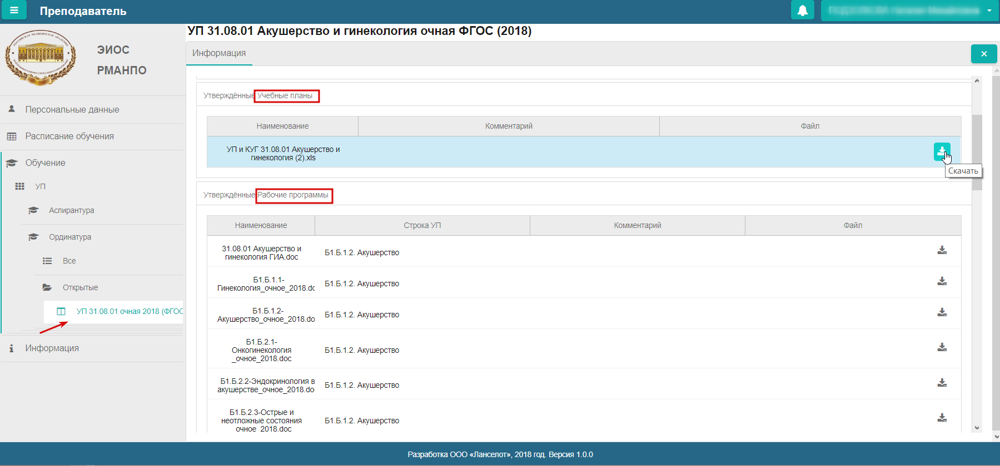 Преподаватель
ЭИОС
РМАНПО
Персональные данные
Расписание обучения
Обучение
УП
Аспирантура
Ординатура
Все
Открытые
УП 31.08.01 очная 2018 (ФГОС
Информация
УП 31.08.01 Акушерство и гинекология очная ФГОС (2018)
Информация
Утверждённые Учебные планы
Наименование Комментарий Файл
УП и КУГ 31.08.01 Акушерство и
гинекология (2).xls
Скачать
Утверждённые Рабочие программы
Наименование Строка УП Комментарий Файл
31.08.01 Акушерство и
гинекология ГИА.doc
Б1.Б.1.2. Акушерство
Б1.Б.1.1-
Гинекология_очное_2018.dc
Б1.Б.1.2. Акушерство
Б1.Б.1.2-
Акушерство_очное_2018.do
Б1.Б.1.2. Акушерство
Б1.Б.2.1-
Онкогинекология
_очное_2018.doc
Б1.Б.1.2. Акушерство
Б1.Б.2.2-Эндокринология в
акушерстве_очное_2018.do
Б1.Б.1.2. Акушерство
Б1.Б.2.3-Острые и
неотложные состояния
очное_2018.doc
Б1.Б.1.2. Акушерство
Разработка ООО «Ланселот», 2018 год. Версия 1.0.0